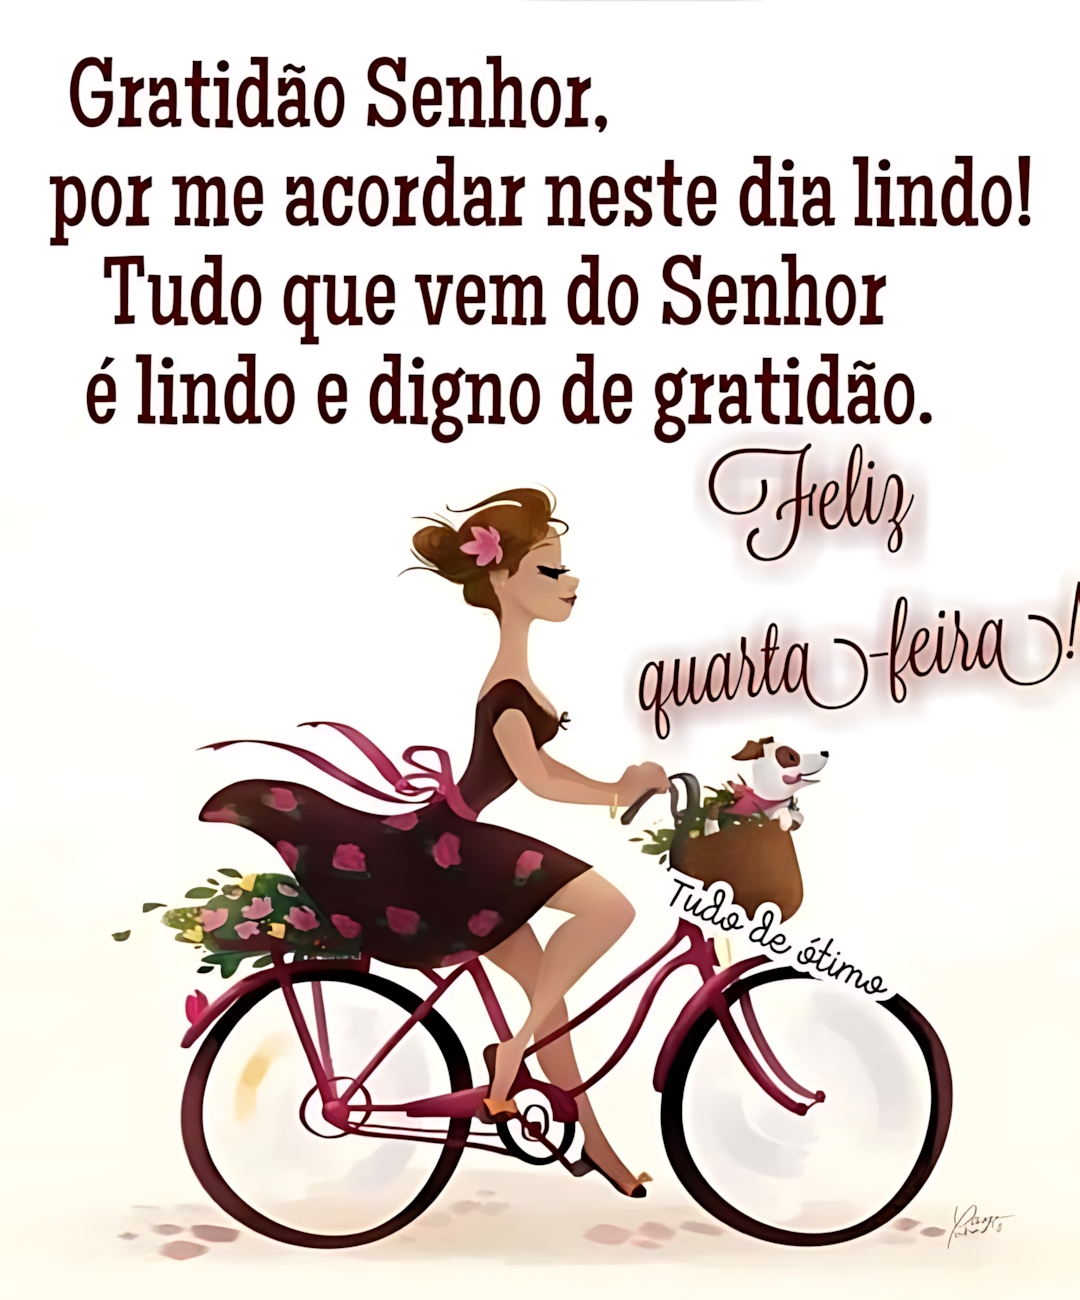 Gratidão Senhor,
por me acordar neste dia lindo!
Tudo que vem do Senhor
é lindo e digno de gratidão.
Feliz
quarta-feira!
Tudo de ótimo